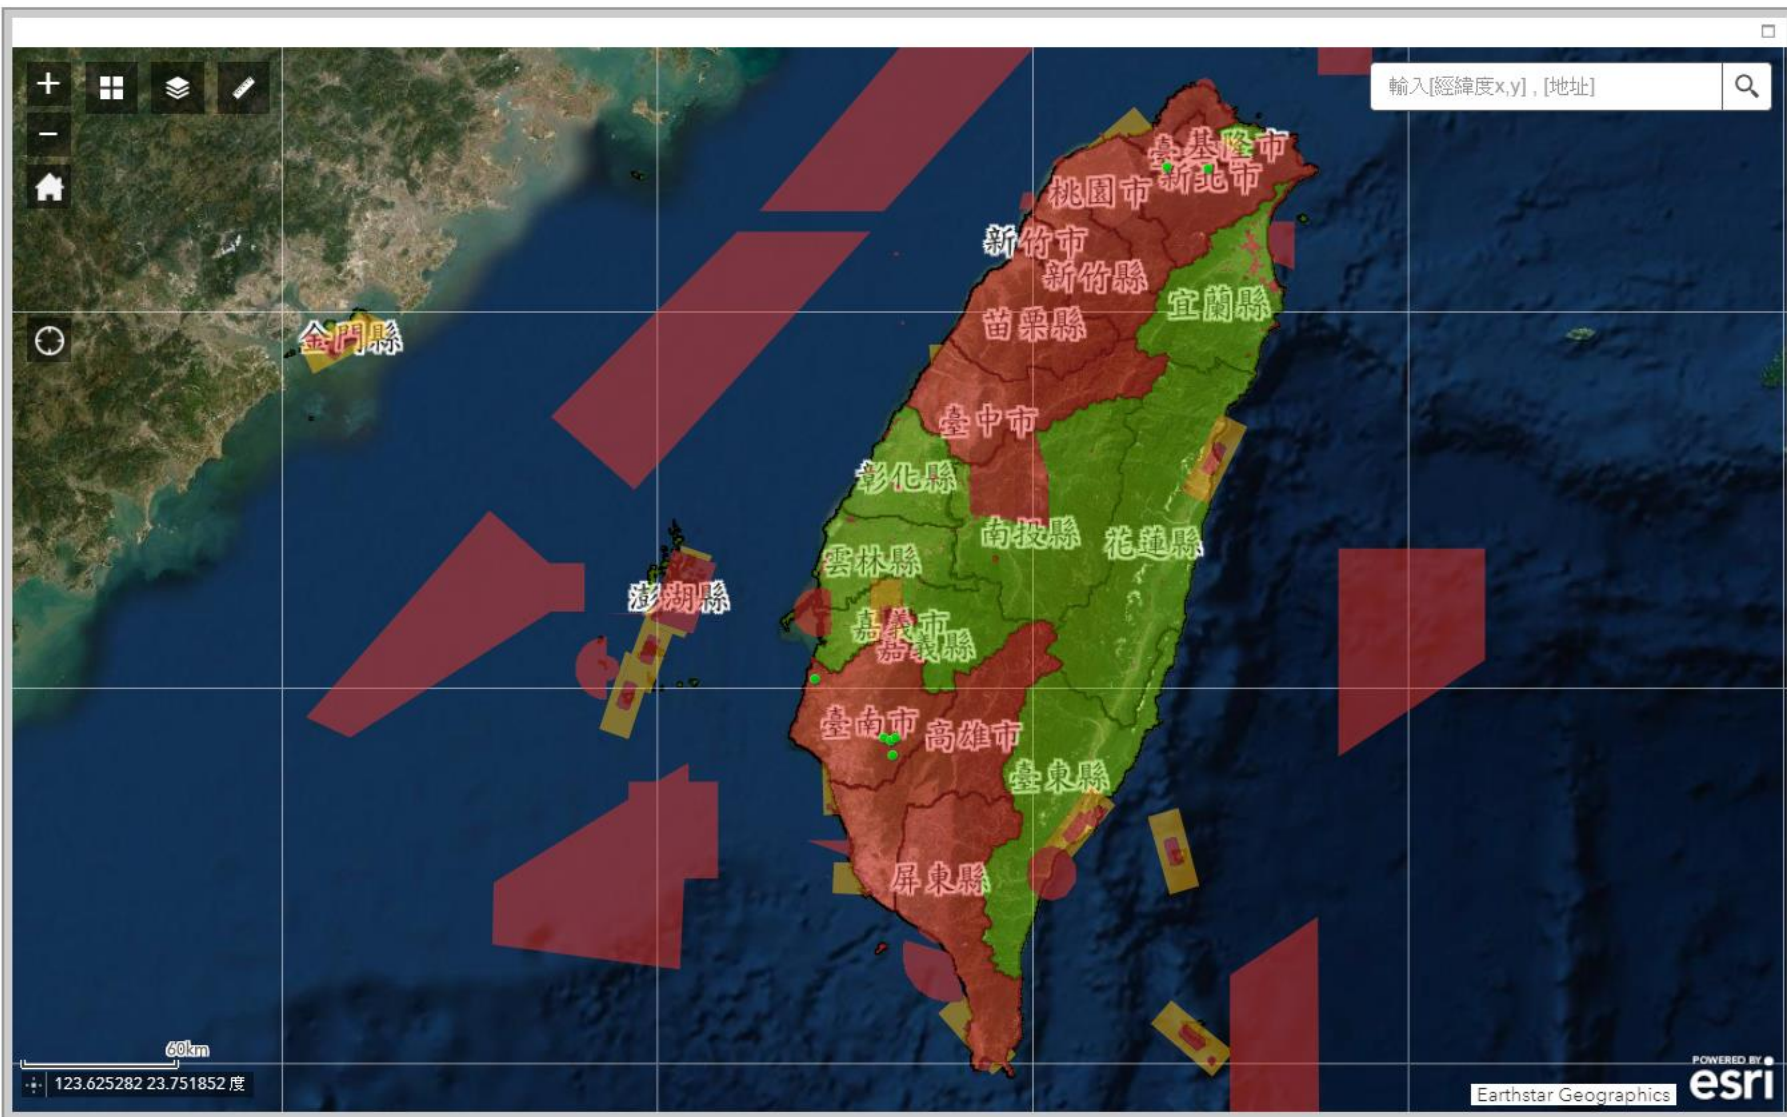 輸入[經緯度x,y] , [地址]
基隆市
臺
新北市
桃園市
新竹市
新竹縣
宜蘭縣
苗栗縣
金門縣
臺中市
彰化縣
南投縣
花蓮縣
雲林縣
澎湖縣
嘉義市
嘉義縣
臺南市
高雄市
臺東縣
屏東縣
60km
123.625282 23.751852 度
POWERED BY
esri
Earthstar Geographics